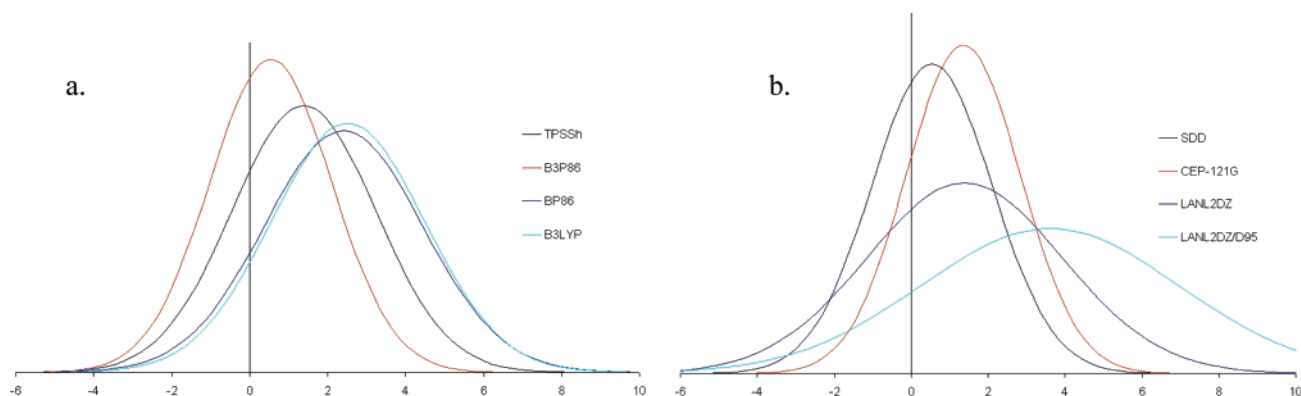 a.
TPSSh
B3P86
BP86
B3LYP
-6 -4 -2 0 2 4 6 8 10
b.
SDD
CEP-121G
LANL2DZ
LANL2DZ/D95
-6 -4 -2 0 2 4 6 8 10